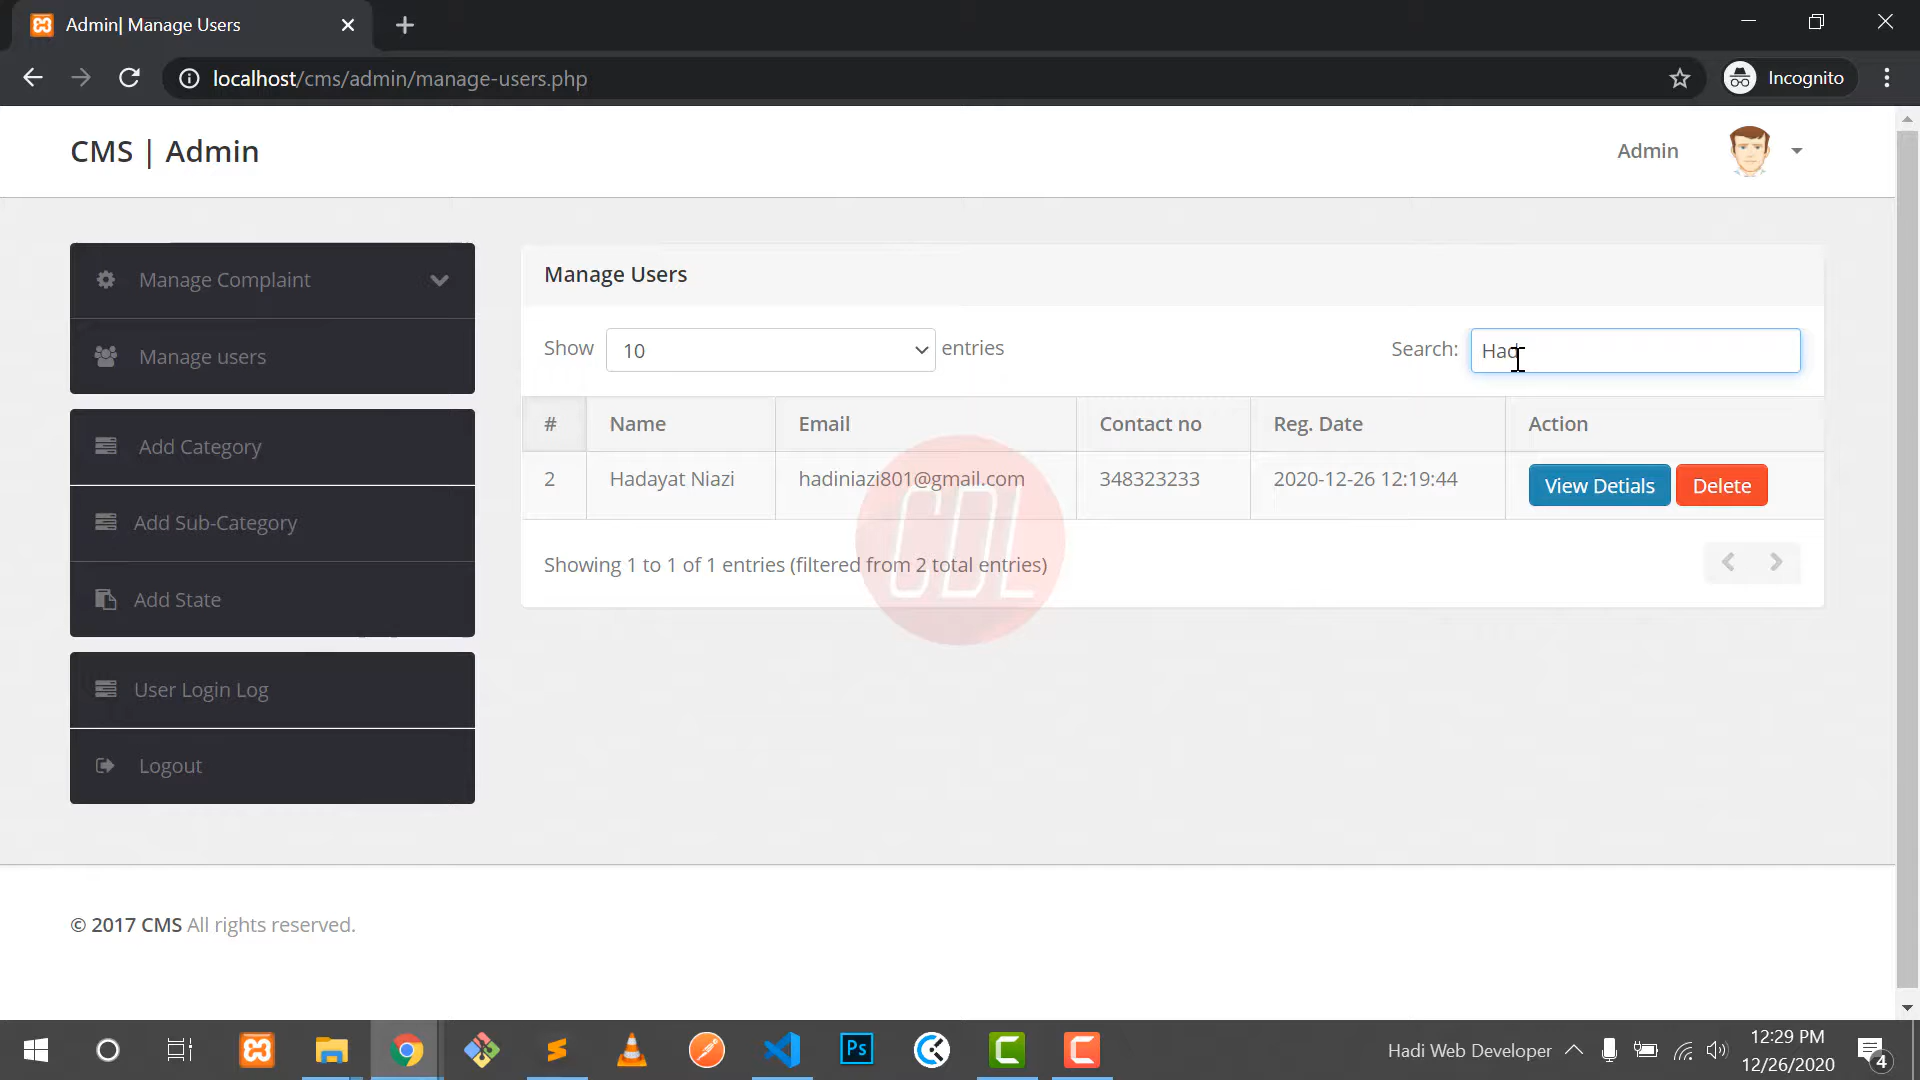 Admin| Manage Users
localhost/cms/admin/manage-users.php
Incognito
CMS | Admin
Admin
Manage Complaint
Manage users
Add Category
Add Sub-Category
Add State
User Login Log
Logout
Manage Users
Show 10 entries
Search: Had
# Name Email Contact no Reg. Date Action
2 Hadayat Niazi hadiniazi801@gmail.com 348323233 2020-12-26 12:19:44 View Detials Delete
Showing 1 to 1 of 1 entries (filtered from 2 total entries)
CDL
© 2017 CMS All rights reserved.
Ps
Hadi Web Developer
12:29 PM
12/26/2020
4